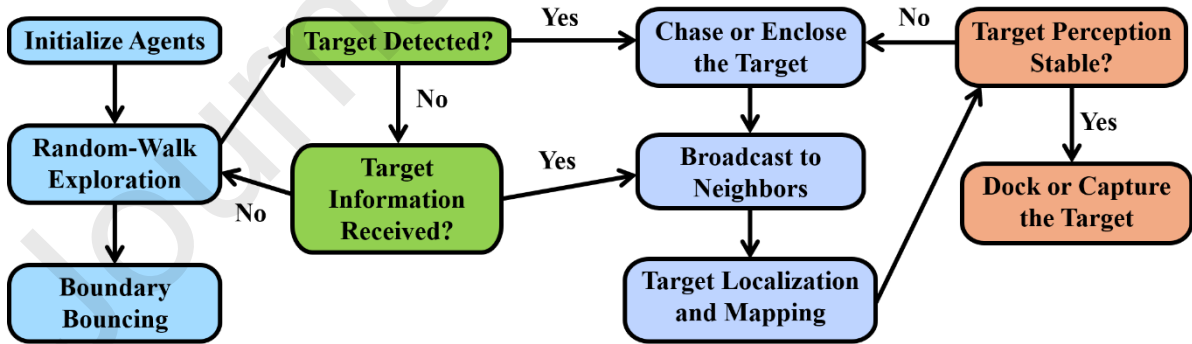 Initialize Agents
Random-Walk
Exploration
Boundary
Bouncing
Target Detected?
Yes
No
Target
Information
Received?
No
Yes
Chase or Enclose
the Target
Broadcast to
Neighbors
Target Localization
and Mapping
No
Target Perception
Stable?
Yes
Dock or Capture
the Target
Journa